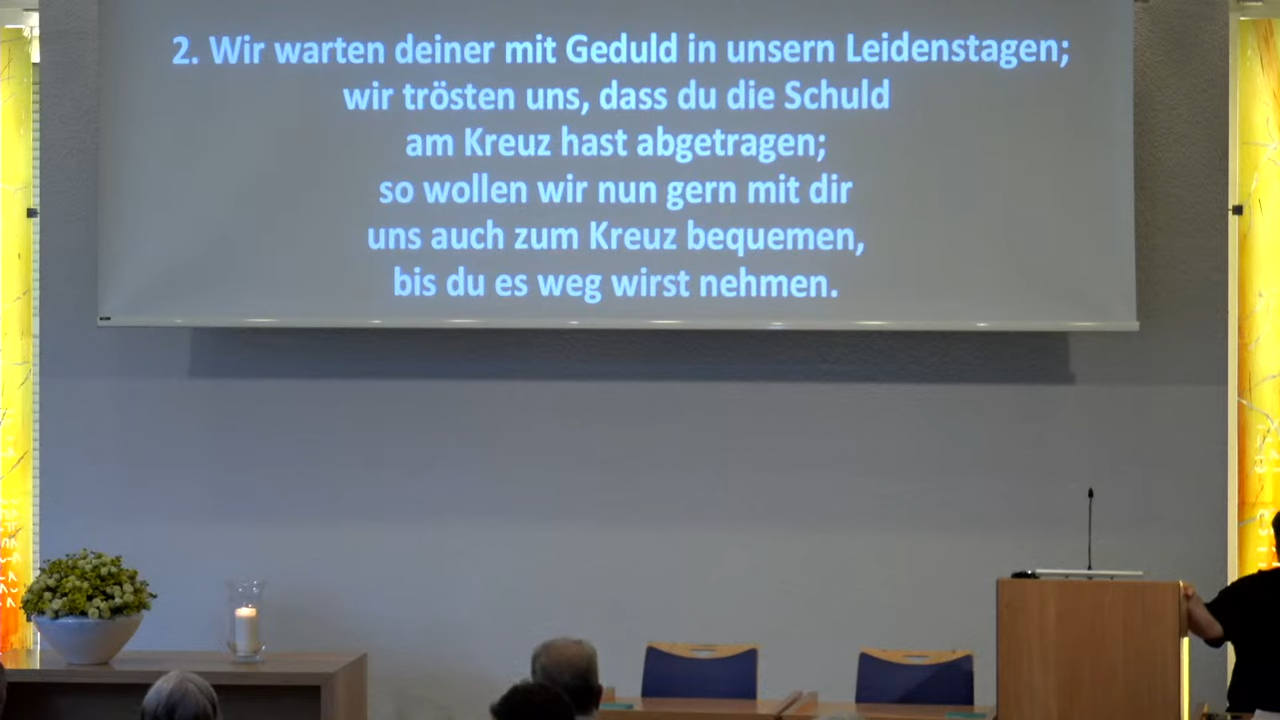 2. Wir warten deiner mit Geduld in unsern Leidenstagen;
wir trösten uns, dass du die Schuld
am Kreuz hast abgetragen;
so wollen wir nun gern mit dir
uns auch zum Kreuz bequemen,
bis du es weg wirst nehmen.